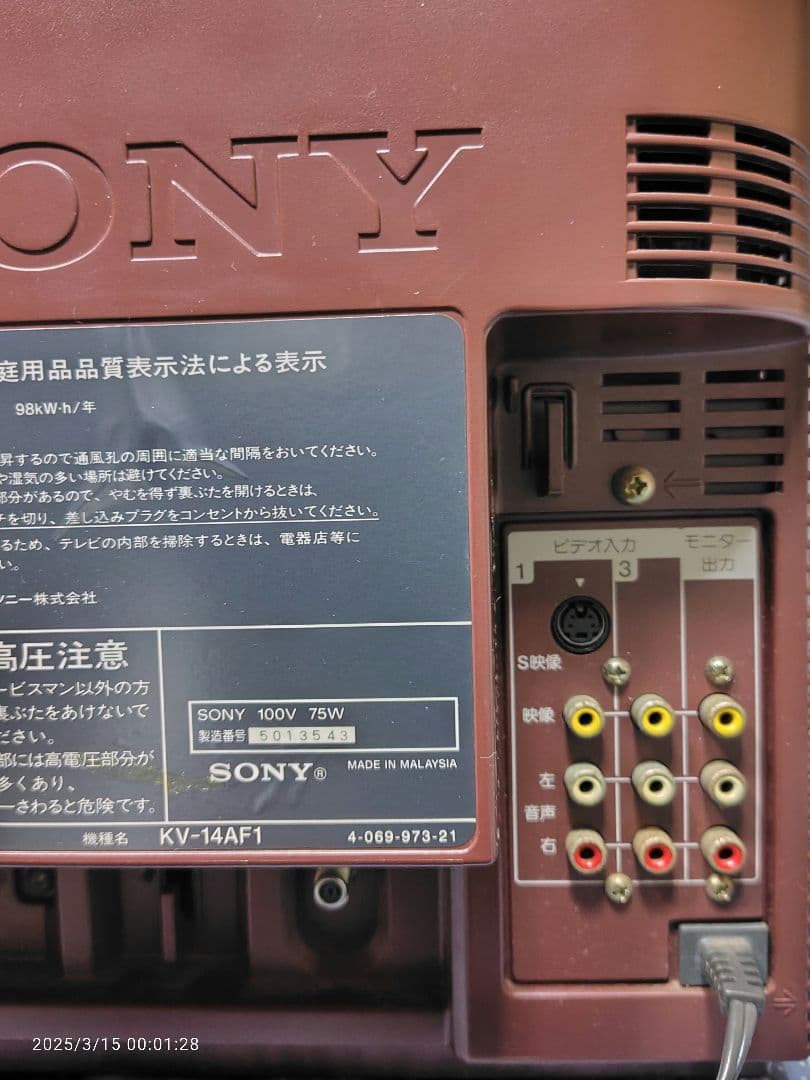 SONY
庭用品品質表示法による表示
98kW·h/年
昇するので通風孔の周囲に適当な間隔をおいてください。
や湿気の多い場所は避けてください。
部分があるので、やむを得ず裏ぶたを開けるときは、
チを切り、差し込みプラグをコンセントから抜いてください。
るため、テレビの内部を掃除するときは、電器店等に
い。
ソニー株式会社
高圧注意
ービスマン以外の方
裏ぶたをあけないで
ださい。
部には高電圧部分が
多くあり、
ーさわると危険です。
SONY 100V 75W
製造番号 5013543
SONY®
MADE IN MALAYSIA
機種名 KV-14AF1 4-069-973-21
ビデオ入力
モニター
出力
1
3
S映像
映像
左
音声
右
2025/3/15 00:01:28